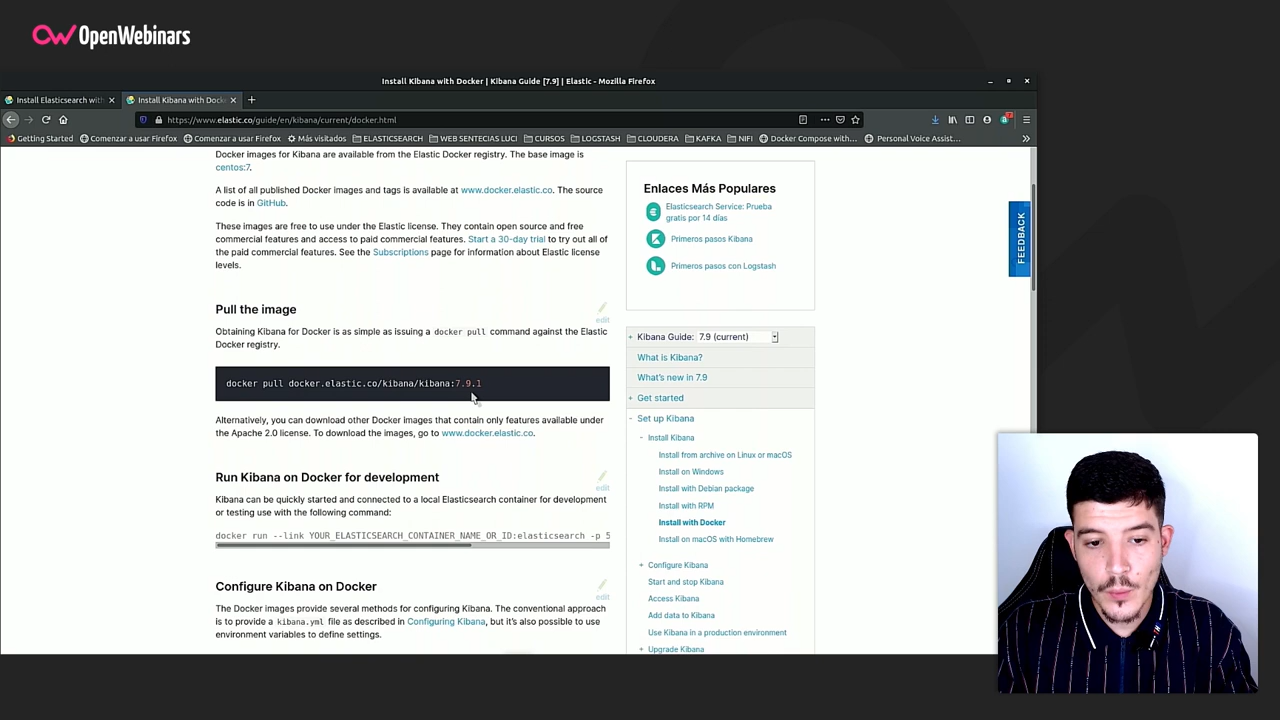 OpenWebinars
Install Kibana with Docker | Kibana Guide [7.9] | Elastic - Mozilla Firefox
Install Elasticsearch with
Install Kibana with Docke
https://www.elastic.co/guide/en/kibana/current/docker.html
Getting Started
Comenzar a usar Firefox
Comenzar a usar Firefox
Más visitados
ELASTICSEARCH
WEB SENTECIAS LUCI
CURSOS
LOGSTASH
CLOUDERA
KAFKA
NIFI
Docker Compose with…
Personal Voice Assist…
Docker images for Kibana are available from the Elastic Docker registry. The base image is
centos:7.
A list of all published Docker images and tags is available at www.docker.elastic.co. The source
code is in GitHub.
These images are free to use under the Elastic license. They contain open source and free
commercial features and access to paid commercial features. Start a 30-day trial to try out all of
the paid commercial features. See the Subscriptions page for information about Elastic license
levels.
Pull the image
edit
Obtaining Kibana for Docker is as simple as issuing a docker pull command against the Elastic
Docker registry.
docker pull docker.elastic.co/kibana/kibana:7.9.1
Alternatively, you can download other Docker images that contain only features available under
the Apache 2.0 license. To download the images, go to www.docker.elastic.co.
Run Kibana on Docker for development
edit
Kibana can be quickly started and connected to a local Elasticsearch container for development
or testing use with the following command:
docker run --link YOUR_ELASTICSEARCH_CONTAINER_NAME_OR_ID:elasticsearch -p 5
Configure Kibana on Docker
edit
The Docker images provide several methods for configuring Kibana. The conventional approach
is to provide a kibana.yml file as described in Configuring Kibana, but it's also possible to use
environment variables to define settings.
Enlaces Más Populares
Elasticsearch Service: Prueba
gratis por 14 días
Primeros pasos Kibana
Primeros pasos con Logstash
Kibana Guide: 7.9 (current)
What is Kibana?
What's new in 7.9
Get started
Set up Kibana
Install Kibana
Install from archive on Linux or macOS
Install on Windows
Install with Debian package
Install with RPM
Install with Docker
Install on macOS with Homebrew
Configure Kibana
Start and stop Kibana
Access Kibana
Add data to Kibana
Use Kibana in a production environment
Upgrade Kibana
FEEDBACK